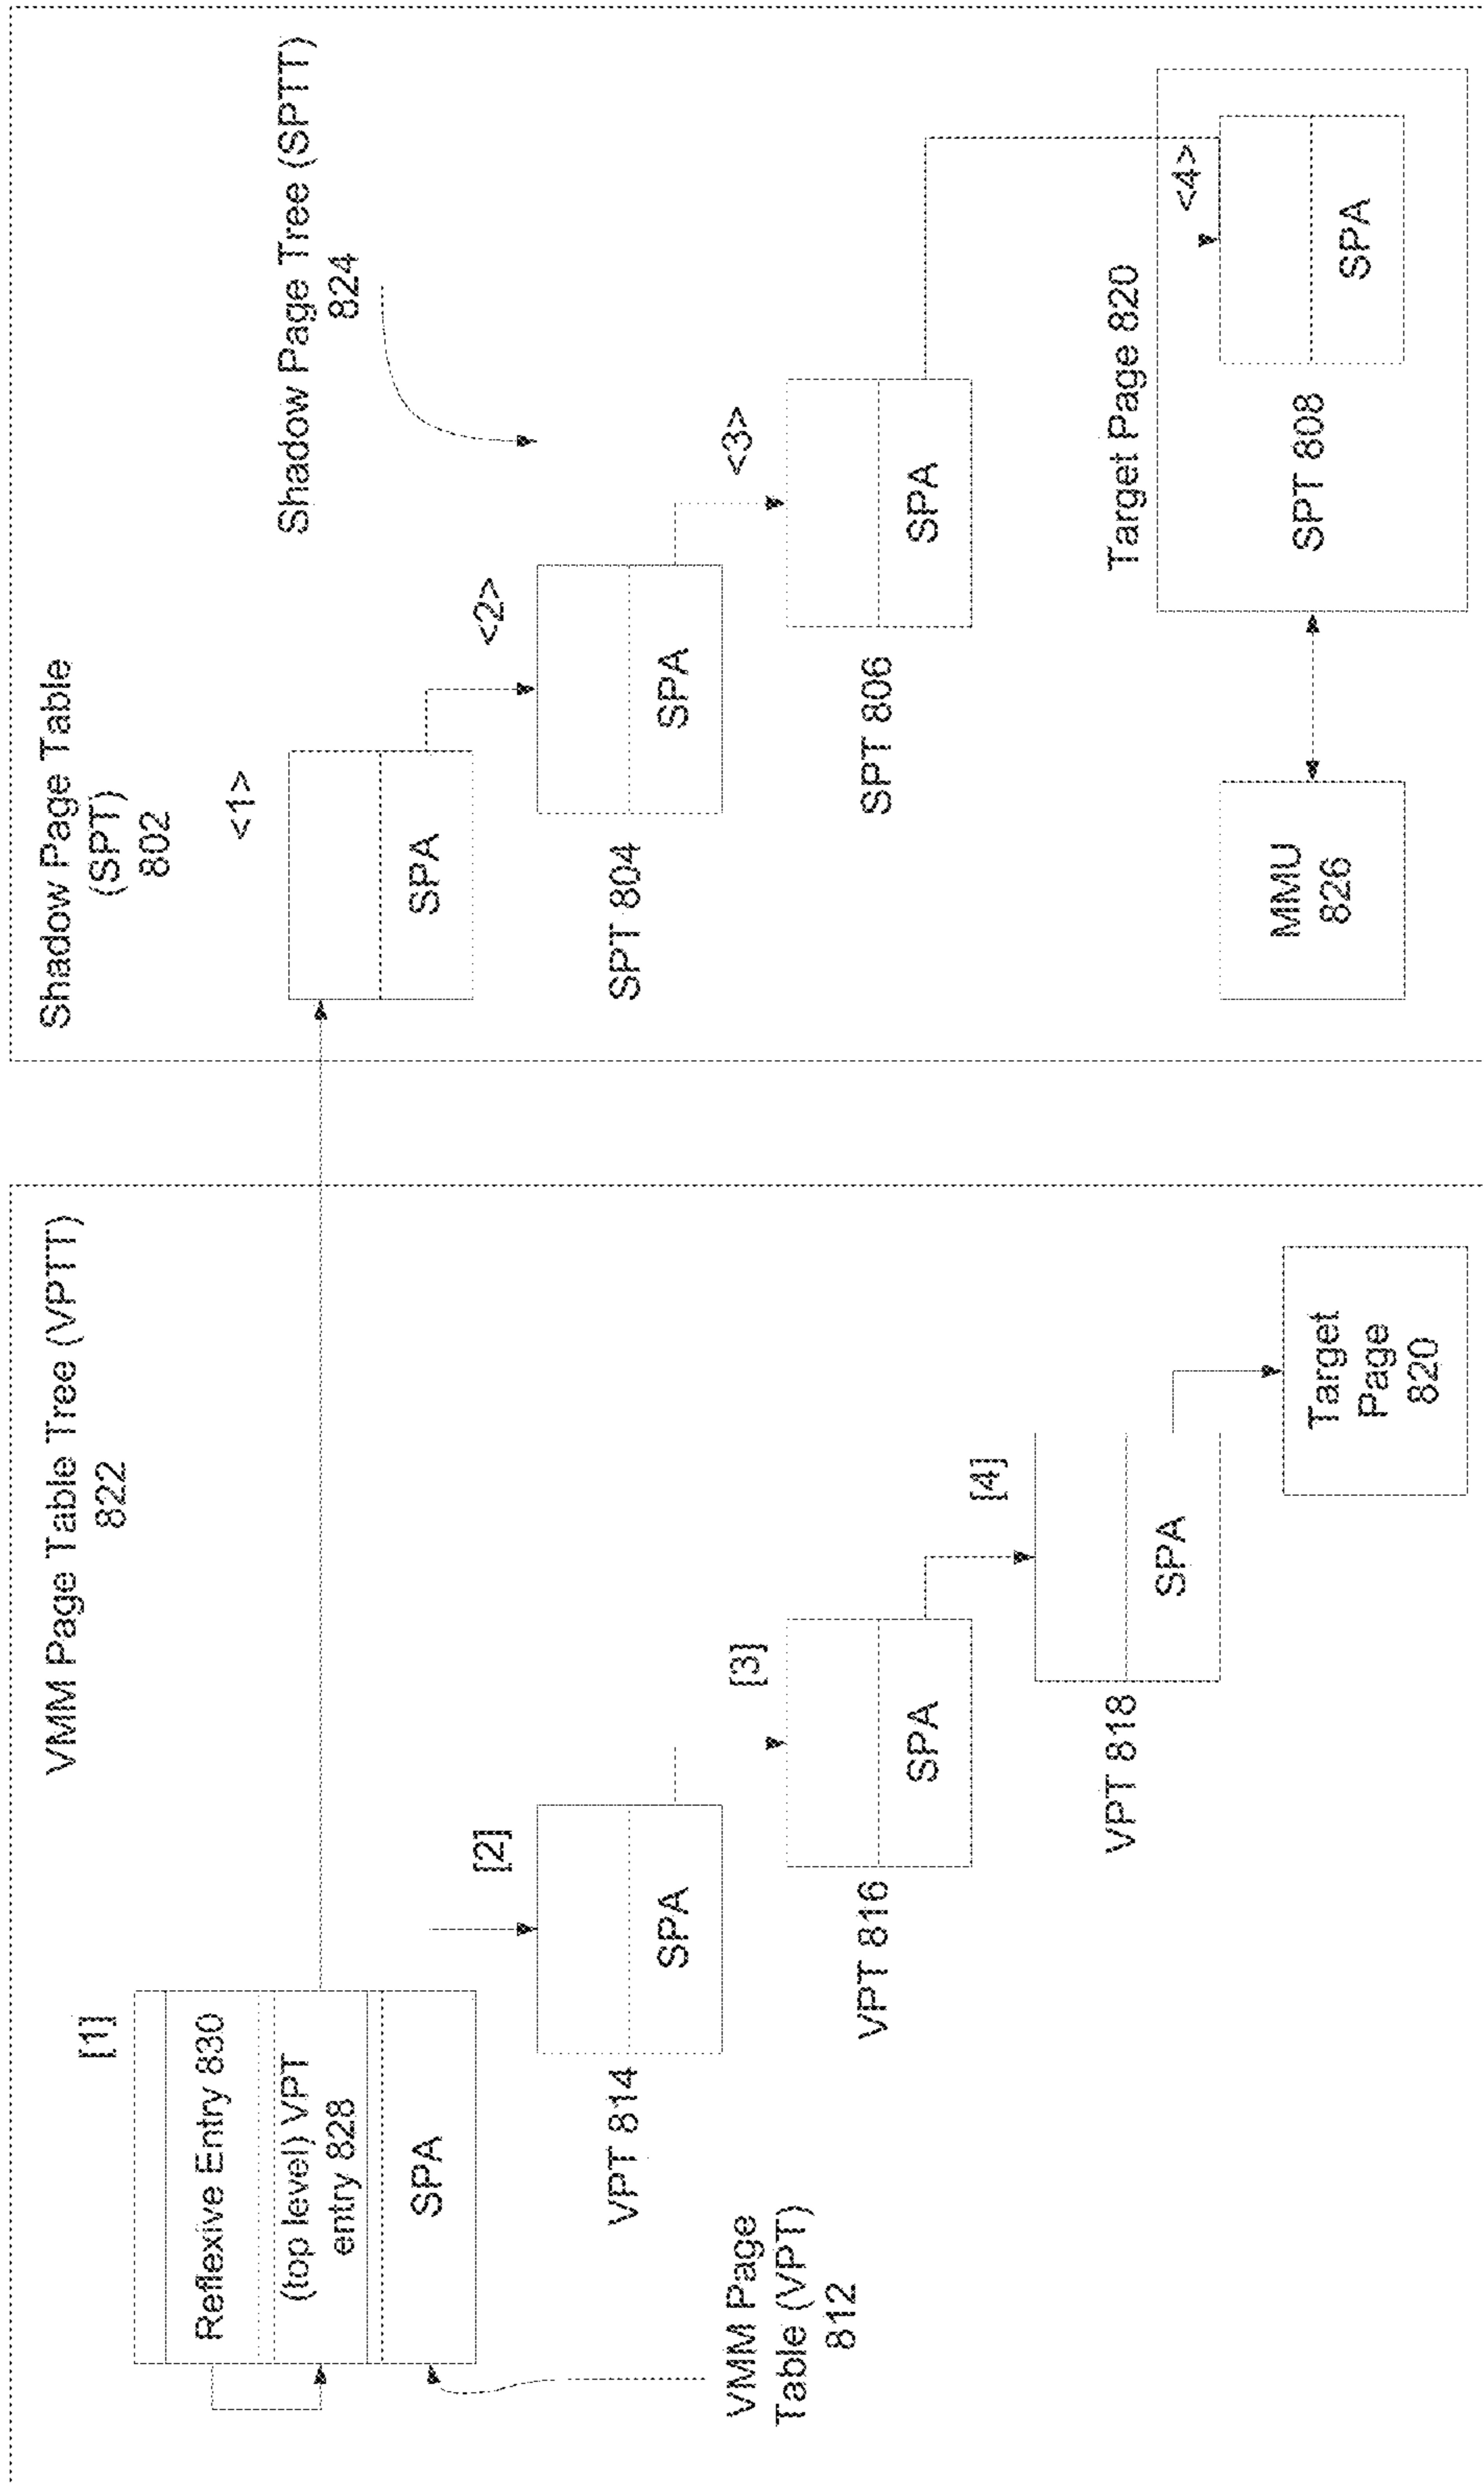 VMM Page Table Tree (VPTT)
822
[1]
Reflexive Entry 830
(top level) VPT
entry 828
SPA
VMM Page
Table (VPT)
812
[2]
SPA
VPT 814
[3]
SPA
VPT 816
[4]
SPA
VPT 818
Target
Page
820
Shadow Page Table
(SPT)
802
<1>
SPA
Shadow Page Tree (SPTT)
824
<2>
SPA
SPT 804
<3>
SPA
SPT 806
Target Page 820
<4>
SPA
SPT 808
MMU
826